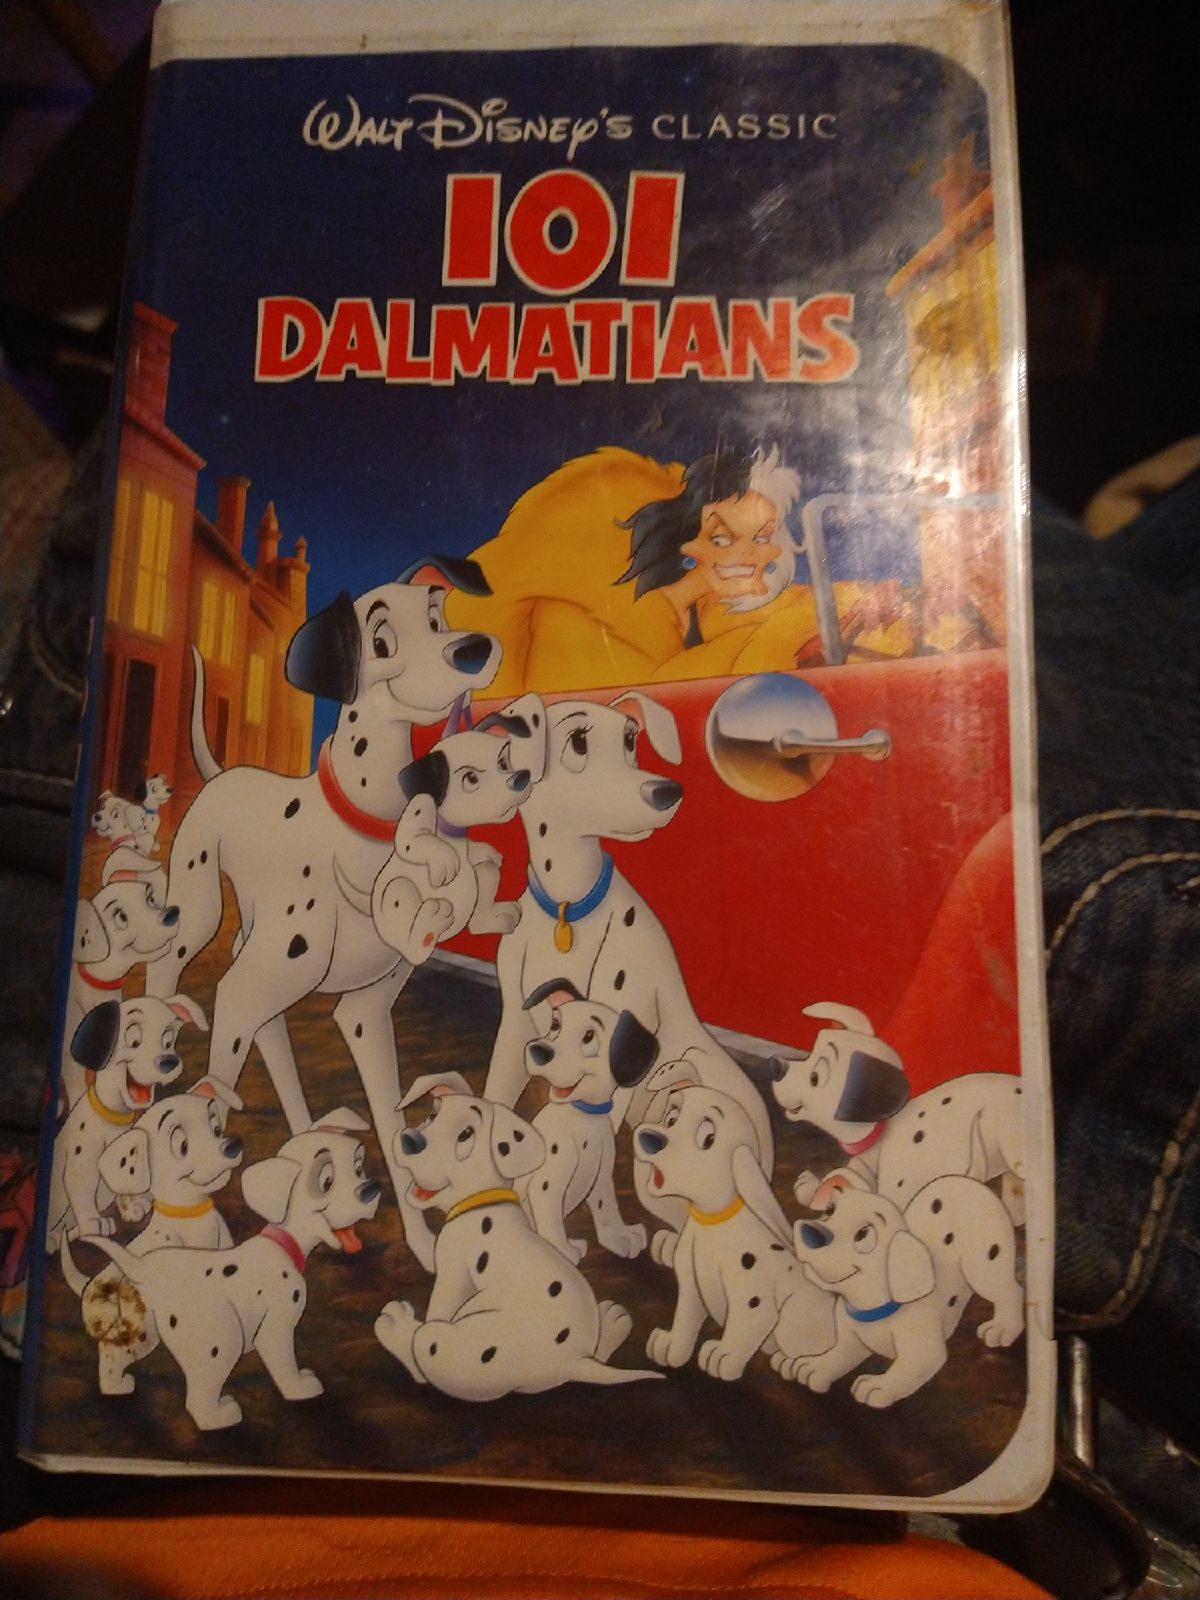 WALT DISNEY'S CLASSIC
101
DALMATIANS